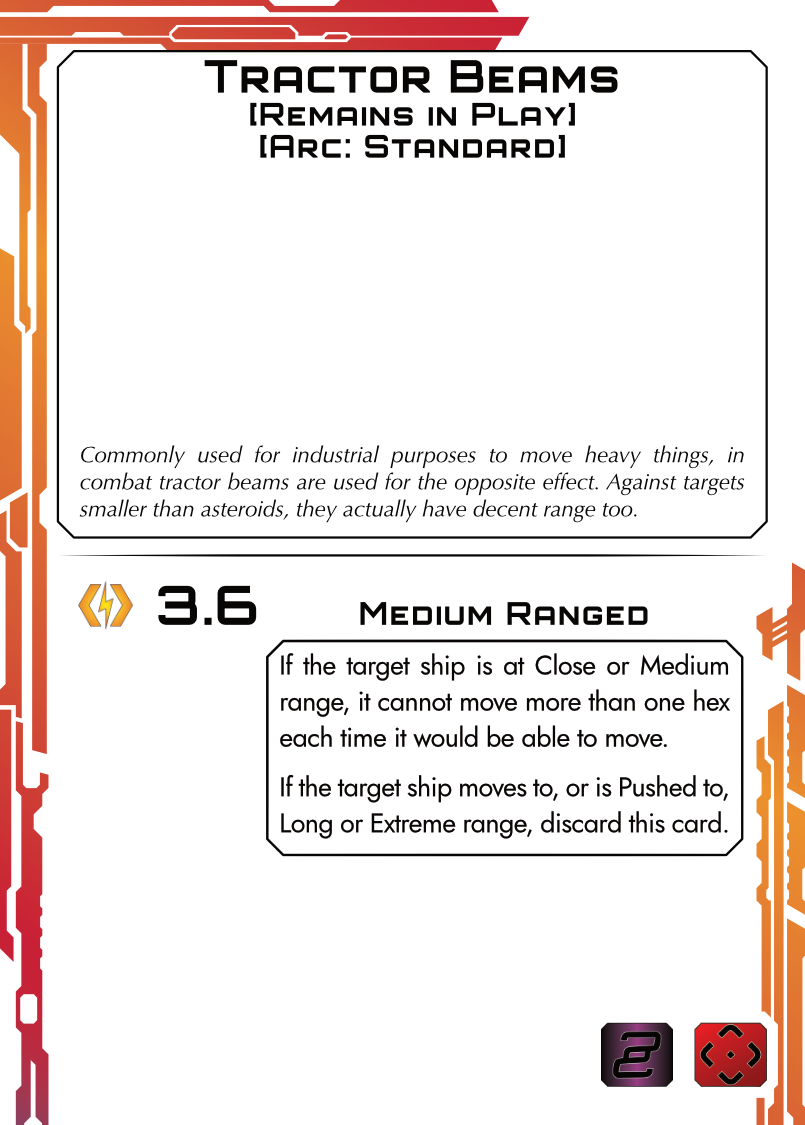 Tractor Beams
[Remains in Play]
[Arc: Standard]
Commonly used for industrial purposes to move heavy things, in
combat tractor beams are used for the opposite effect. Against targets
smaller than asteroids, they actually have decent range too.
3.6
Medium Ranged
If the target ship is at Close or Medium
range, it cannot move more than one hex
each time it would be able to move.
If the target ship moves to, or is Pushed to,
Long or Extreme range, discard this card.